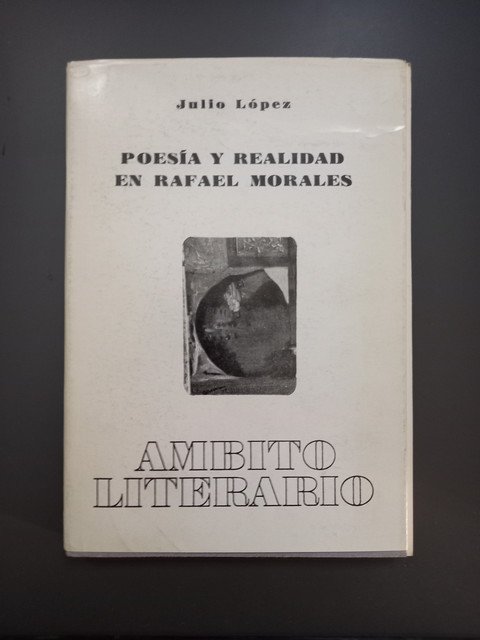 Julio López
POESÍA Y REALIDAD
EN RAFAEL MORALES
AMBITO
LITERARIO